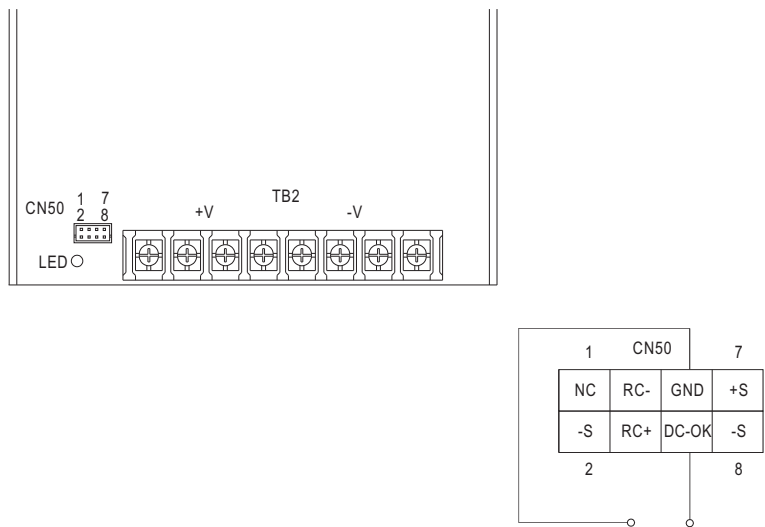 1 7
CN50 2 8
TB2
+V -V
LED
1 CN50 7
NC RC- GND +S
-S RC+ DC-OK -S
2 8